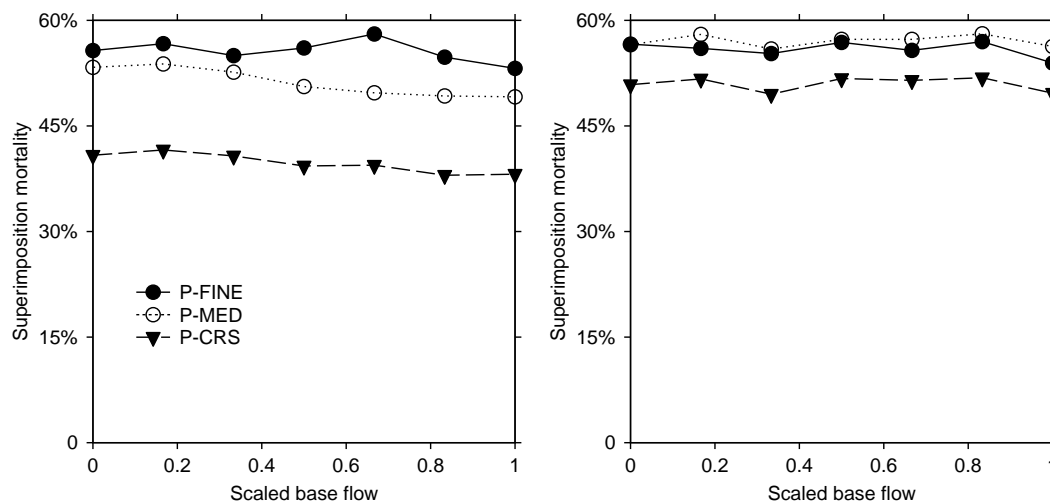 60%
45%
30%
15%
0
Superimposition mortality
P-FINE
P-MED
P-CRS
0 0.2 0.4 0.6 0.8 1
Scaled base flow
60%
45%
30%
15%
0
Superimposition mortality
0 0.2 0.4 0.6 0.8 1
Scaled base flow